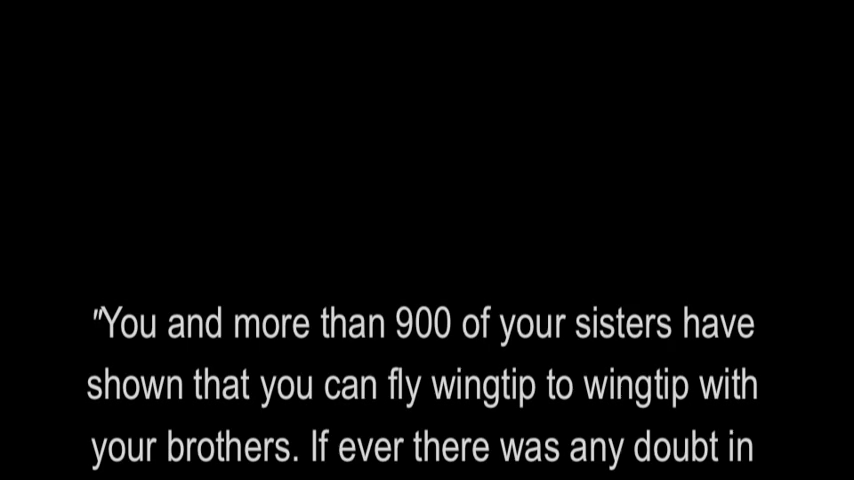 "You and more than 900 of your sisters have
shown that you can fly wingtip to wingtip with
your brothers. If ever there was any doubt in